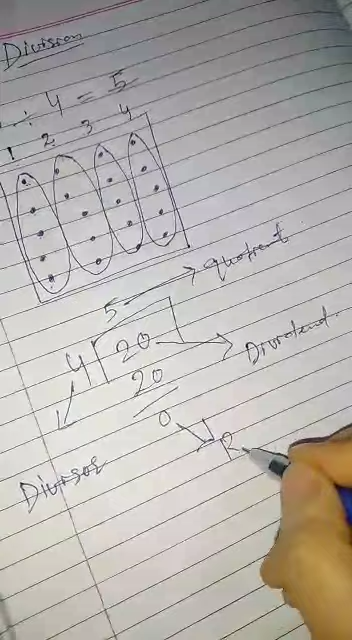 Division
÷ 4 = 5
1 2 3 4
5 → quotient
4 20 → Dividend
20
0
Divisor
R